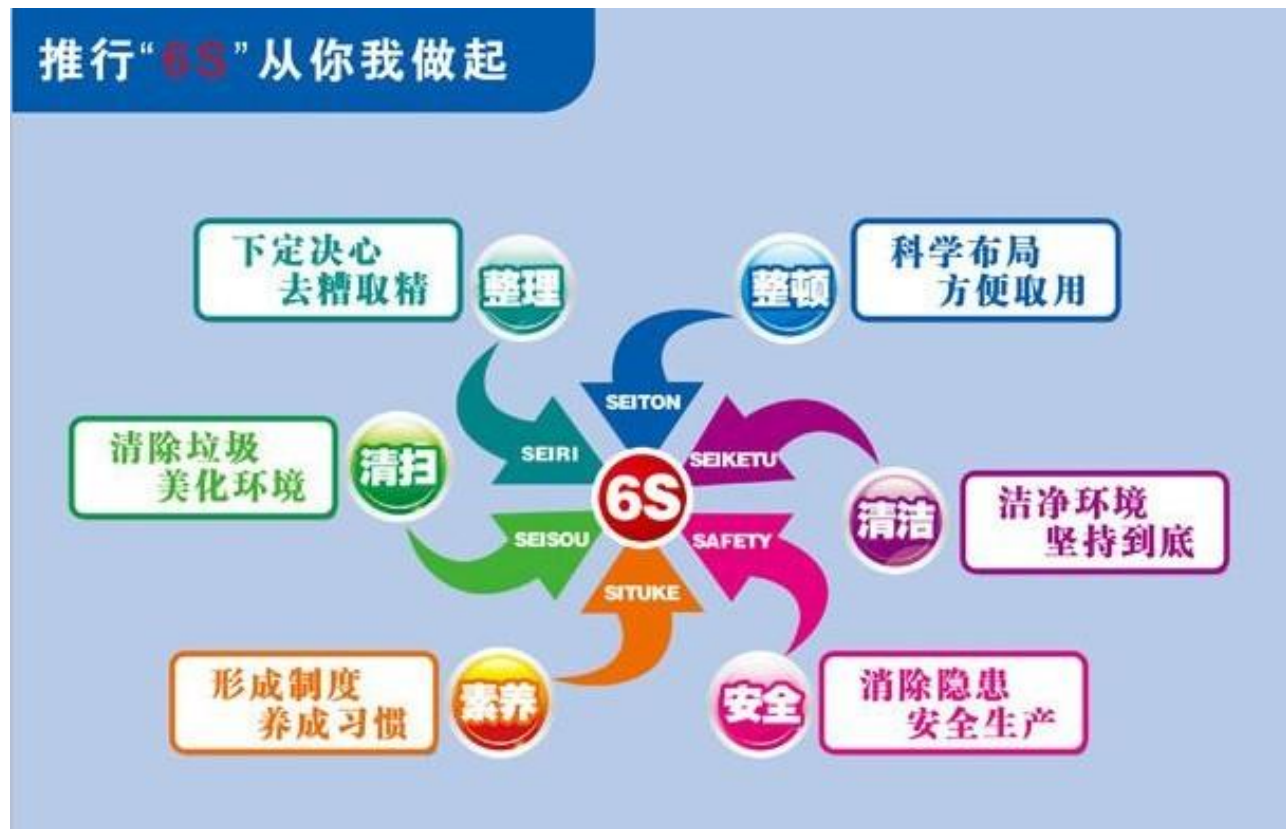 推行“6S”从你我做起
下定决心
去糟取精
整理
整顿
科学布局
方便取用
SEITON
SEIRI
SEIKETU
清除垃圾
美化环境
清扫
6S
清洁
洁净环境
坚持到底
SEISOU
SAFETY
SITUKE
形成制度
养成习惯
素养
安全
消除隐患
安全生产